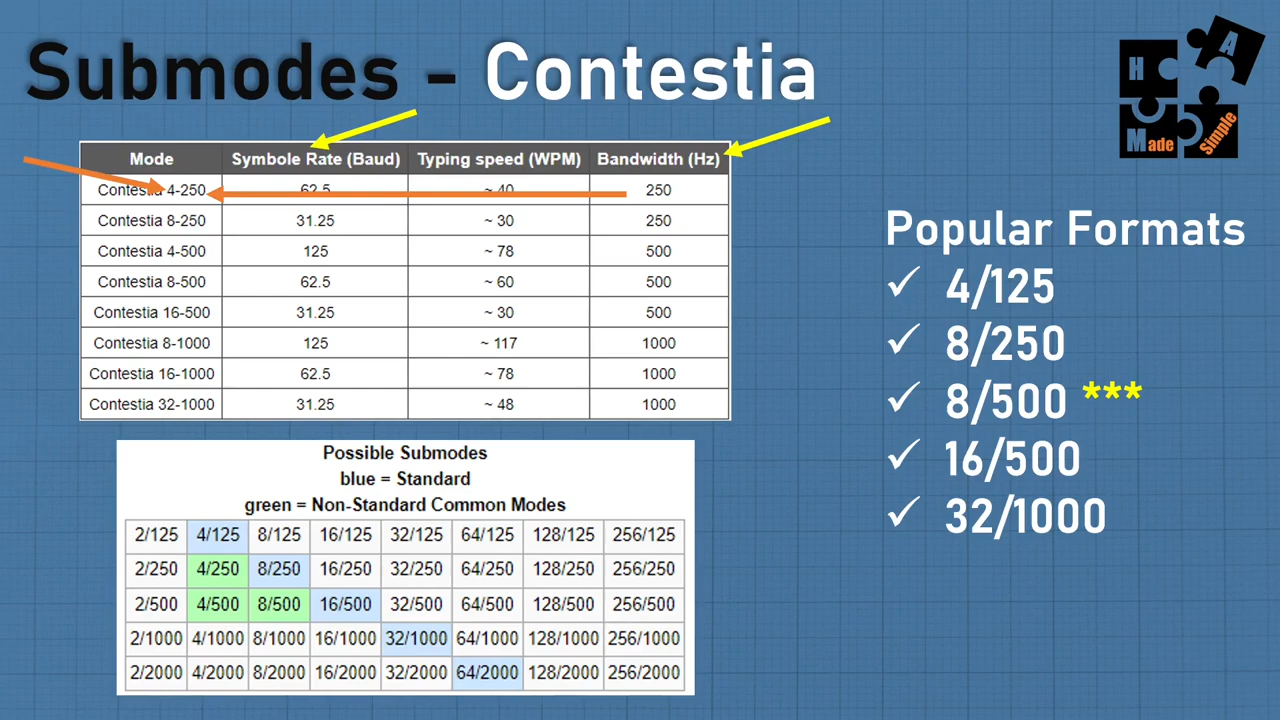 Submodes - Contestia
H A Made Simple
Mode Symbole Rate (Baud) Typing speed (WPM) Bandwidth (Hz)
Contestia 4-250 62.5 ~ 40 250
Contestia 8-250 31.25 ~ 30 250
Contestia 4-500 125 ~ 78 500
Contestia 8-500 62.5 ~ 60 500
Contestia 16-500 31.25 ~ 30 500
Contestia 8-1000 125 ~ 117 1000
Contestia 16-1000 62.5 ~ 78 1000
Contestia 32-1000 31.25 ~ 48 1000
Possible Submodes
blue = Standard
green = Non-Standard Common Modes
2/125 4/125 8/125 16/125 32/125 64/125 128/125 256/125
2/250 4/250 8/250 16/250 32/250 64/250 128/250 256/250
2/500 4/500 8/500 16/500 32/500 64/500 128/500 256/500
2/1000 4/1000 8/1000 16/1000 32/1000 64/1000 128/1000 256/1000
2/2000 4/2000 8/2000 16/2000 32/2000 64/2000 128/2000 256/2000
Popular Formats
✓ 4/125
✓ 8/250
✓ 8/500 ***
✓ 16/500
✓ 32/1000